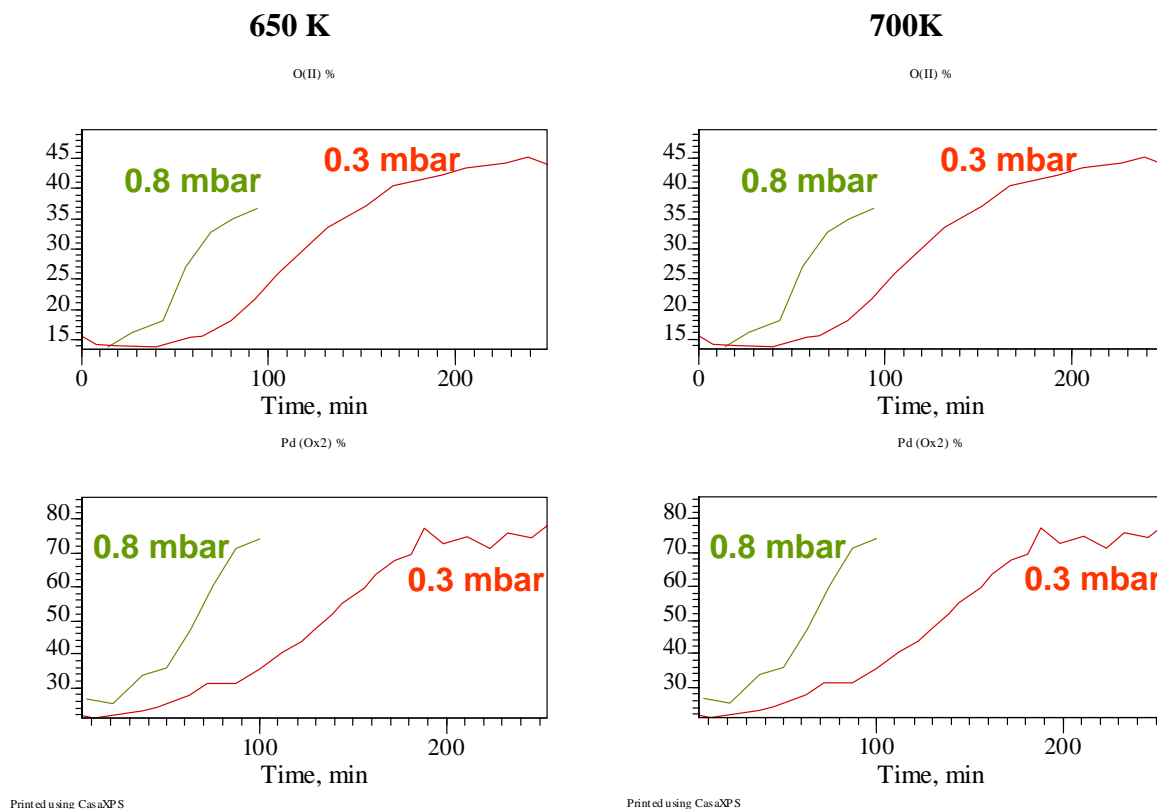 650 K
O(II) %
45
40
35
30
25
20
15
0.8 mbar
0.3 mbar
0 100 200
Time, min
Pd (Ox2) %
80
70
60
50
40
30
0.8 mbar
0.3 mbar
100 200
Time, min
Printed using CasaXPS
700K
O(II) %
45
40
35
30
25
20
15
0.8 mbar
0.3 mbar
0 100 200
Time, min
Pd (Ox2) %
80
70
60
50
40
30
0.8 mbar
0.3 mbar
100 200
Time, min
Printed using CasaXPS